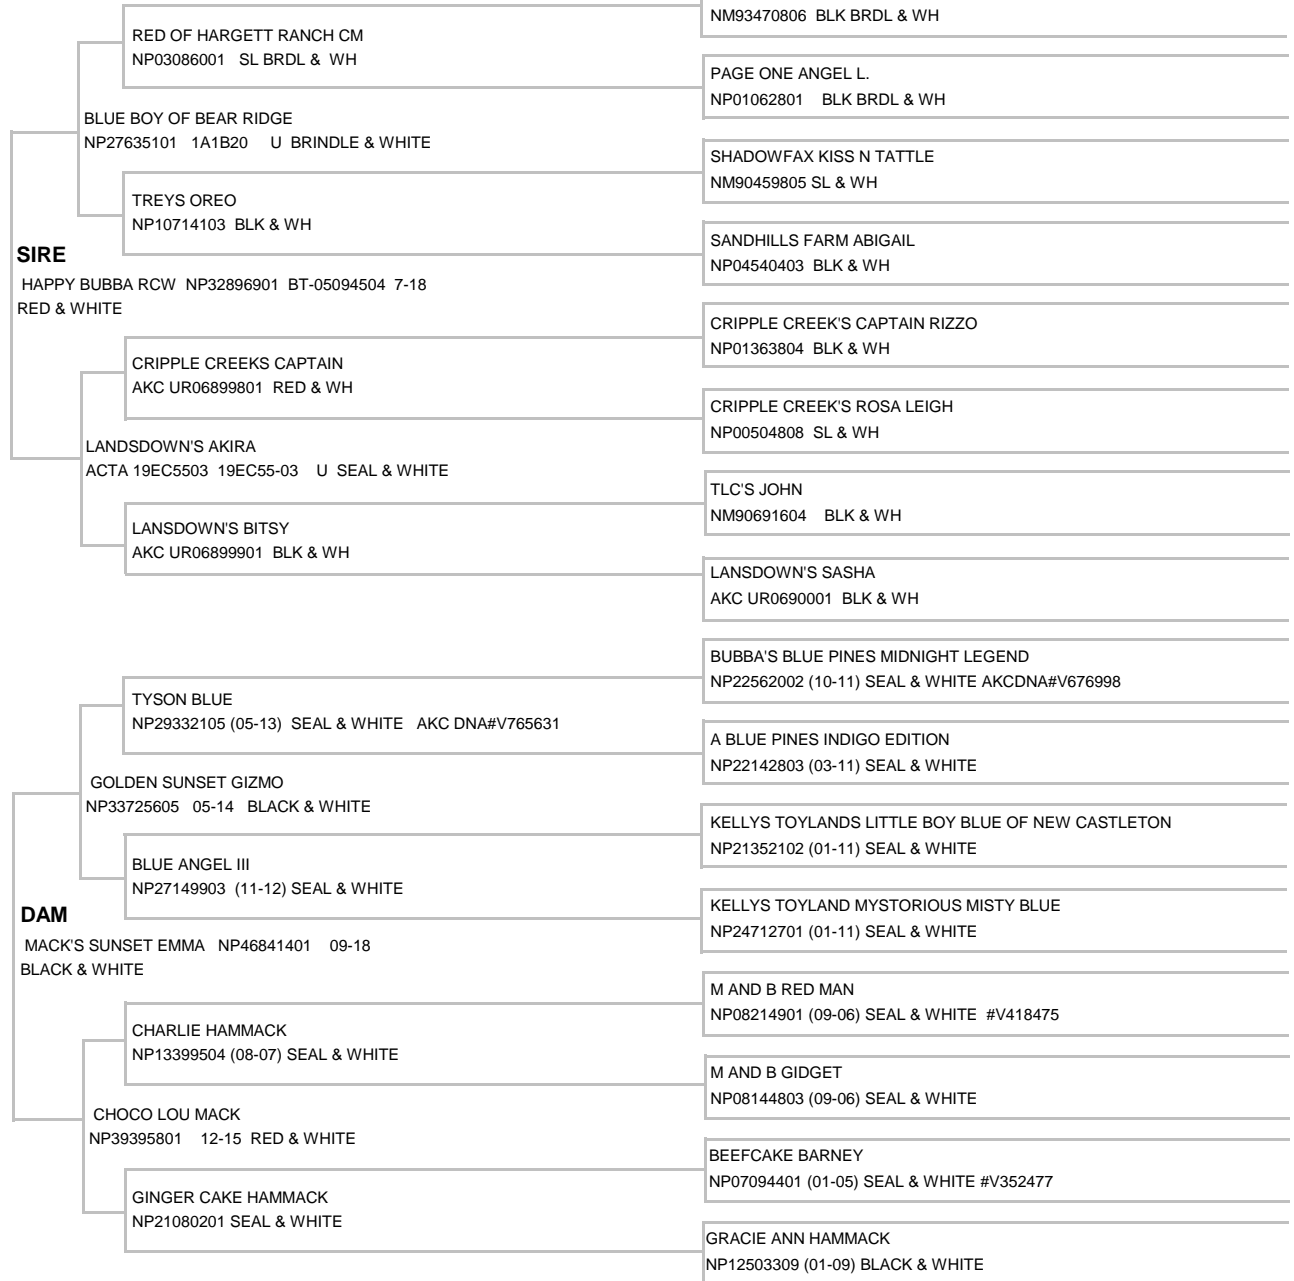 NM93470806 BLK BRDL & WH
RED OF HARGETT RANCH CM
NP03086001 SL BRDL & WH
PAGE ONE ANGEL L.
NP01062801 BLK BRDL & WH
BLUE BOY OF BEAR RIDGE
NP27635101 1A1B20 U BRINDLE & WHITE
SHADOWFAX KISS N TATTLE
NM90459805 SL & WH
TREYS OREO
NP10714103 BLK & WH
SANDHILLS FARM ABIGAIL
NP04540403 BLK & WH
SIRE
HAPPY BUBBA RCW NP32896901 BT-05094504 7-18
RED & WHITE
CRIPPLE CREEK'S CAPTAIN RIZZO
NP01363804 BLK & WH
CRIPPLE CREEKS CAPTAIN
AKC UR06899801 RED & WH
CRIPPLE CREEK'S ROSA LEIGH
NP00504808 SL & WH
LANDSDOWN'S AKIRA
ACTA 19EC5503 19EC55-03 U SEAL & WHITE
TLC'S JOHN
NM90691604 BLK & WH
LANSDOWN'S BITSY
AKC UR06899901 BLK & WH
LANSDOWN'S SASHA
AKC UR0690001 BLK & WH
BUBBA'S BLUE PINES MIDNIGHT LEGEND
NP22562002 (10-11) SEAL & WHITE AKCDNA#V676998
TYSON BLUE
NP29332105 (05-13) SEAL & WHITE AKC DNA#V765631
A BLUE PINES INDIGO EDITION
NP22142803 (03-11) SEAL & WHITE
GOLDEN SUNSET GIZMO
NP33725605 05-14 BLACK & WHITE
KELLYS TOYLANDS LITTLE BOY BLUE OF NEW CASTLETON
NP21352102 (01-11) SEAL & WHITE
BLUE ANGEL III
NP27149903 (11-12) SEAL & WHITE
KELLYS TOYLAND MYSTORIOUS MISTY BLUE
NP24712701 (01-11) SEAL & WHITE
DAM
MACK'S SUNSET EMMA NP46841401 09-18
BLACK & WHITE
M AND B RED MAN
NP08214901 (09-06) SEAL & WHITE #V418475
CHARLIE HAMMACK
NP13399504 (08-07) SEAL & WHITE
M AND B GIDGET
NP08144803 (09-06) SEAL & WHITE
CHOCO LOU MACK
NP39395801 12-15 RED & WHITE
BEEFCAKE BARNEY
NP07094401 (01-05) SEAL & WHITE #V352477
GINGER CAKE HAMMACK
NP21080201 SEAL & WHITE
GRACIE ANN HAMMACK
NP12503309 (01-09) BLACK & WHITE